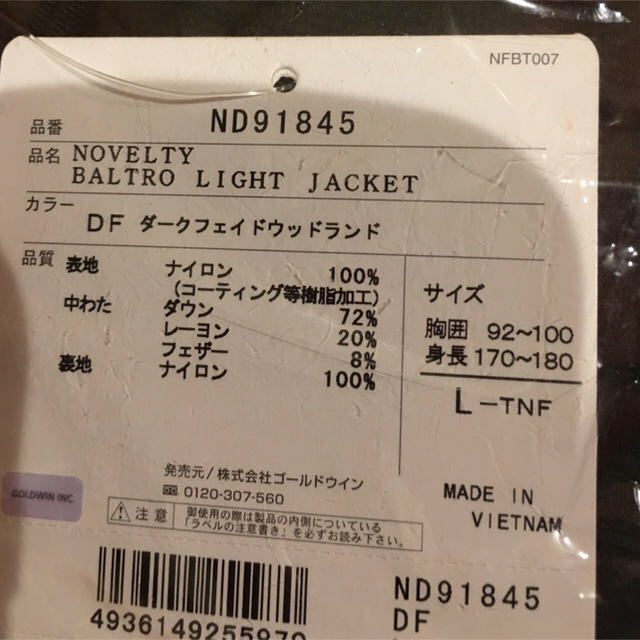 NFBT007
品番 ND91845
品名 NOVELTY
BALTRO LIGHT JACKET
カラー
DF ダークフェイドウッドランド
品質 表地 ナイロン 100%
(コーティング等樹脂加工)
中わた ダウン 72%
レーヨン 20%
フェザー 8%
裏地 ナイロン 100%
サイズ
胸囲 92~100
身長 170~180
L-TNF
発売元/株式会社ゴールドウイン
0120-307-560
GOLDWIN INC.
MADE IN
VIETNAM
注意 御使用の際は製品の内側についている
「ラベルの注意書き」を必ずお読み下さい。
ND91845
DF